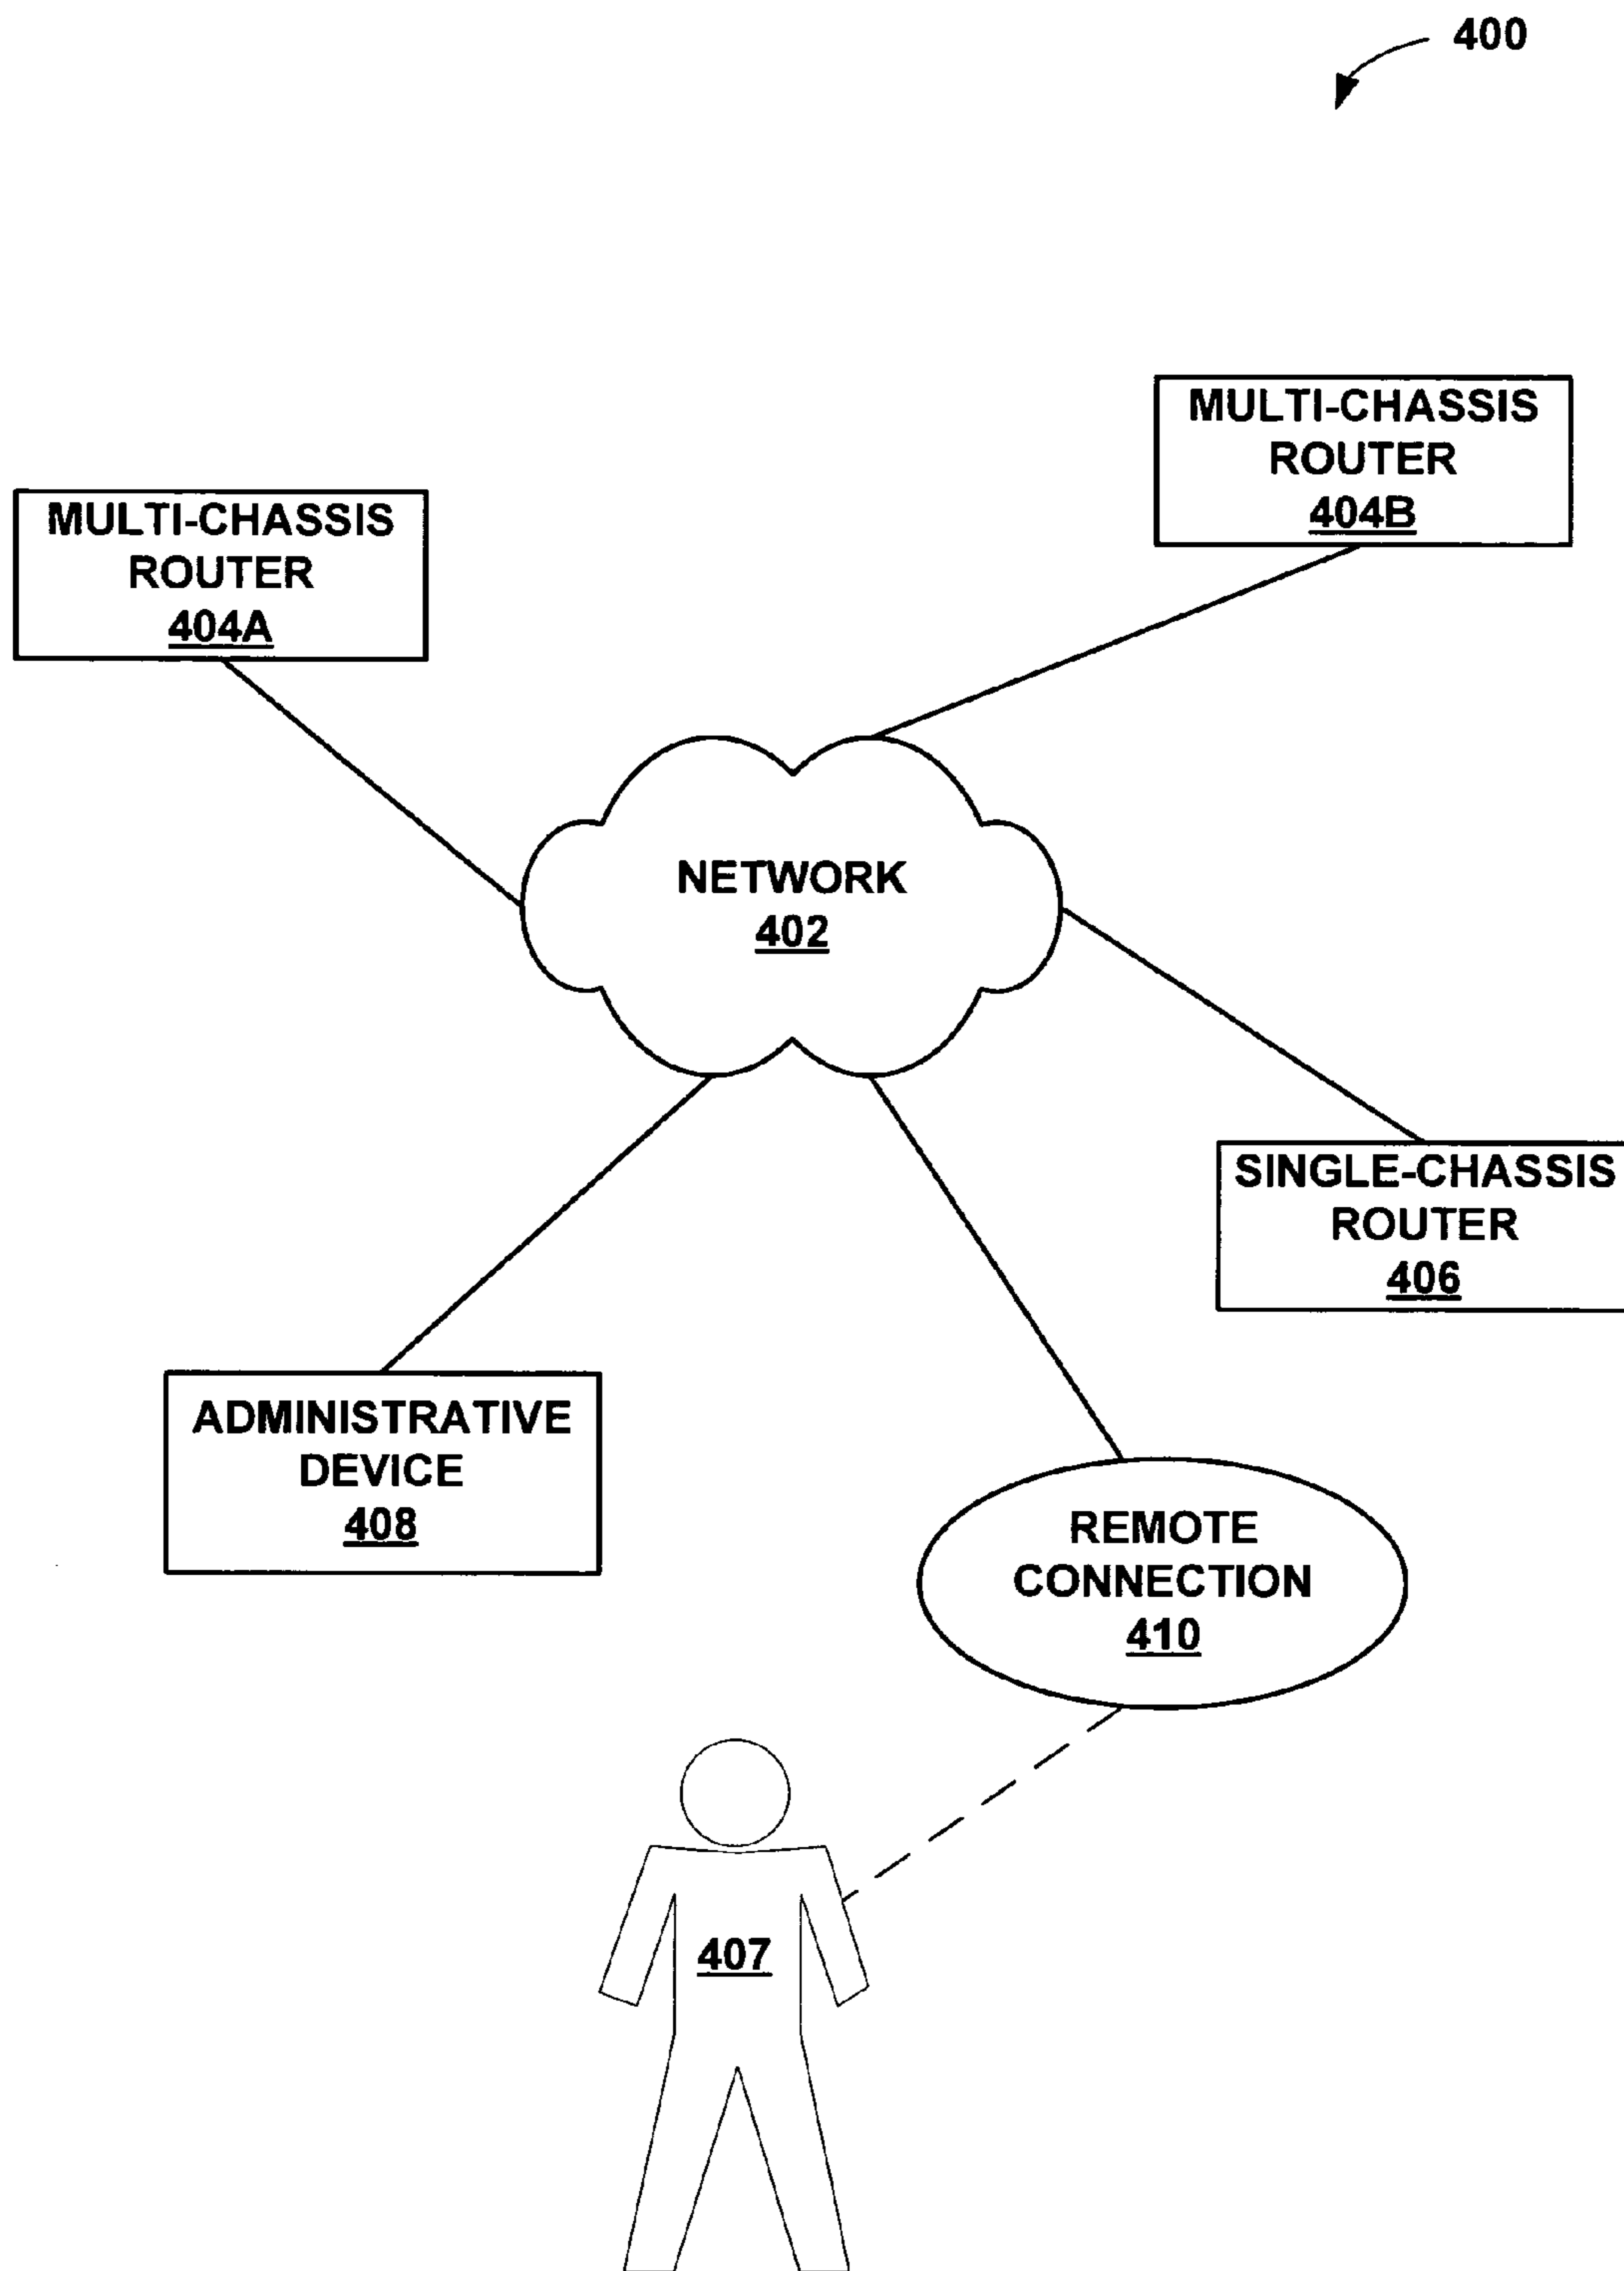 400
MULTI-CHASSIS
ROUTER
404B
MULTI-CHASSIS
ROUTER
404A
NETWORK
402
SINGLE-CHASSIS
ROUTER
406
ADMINISTRATIVE
DEVICE
408
REMOTE
CONNECTION
410
407